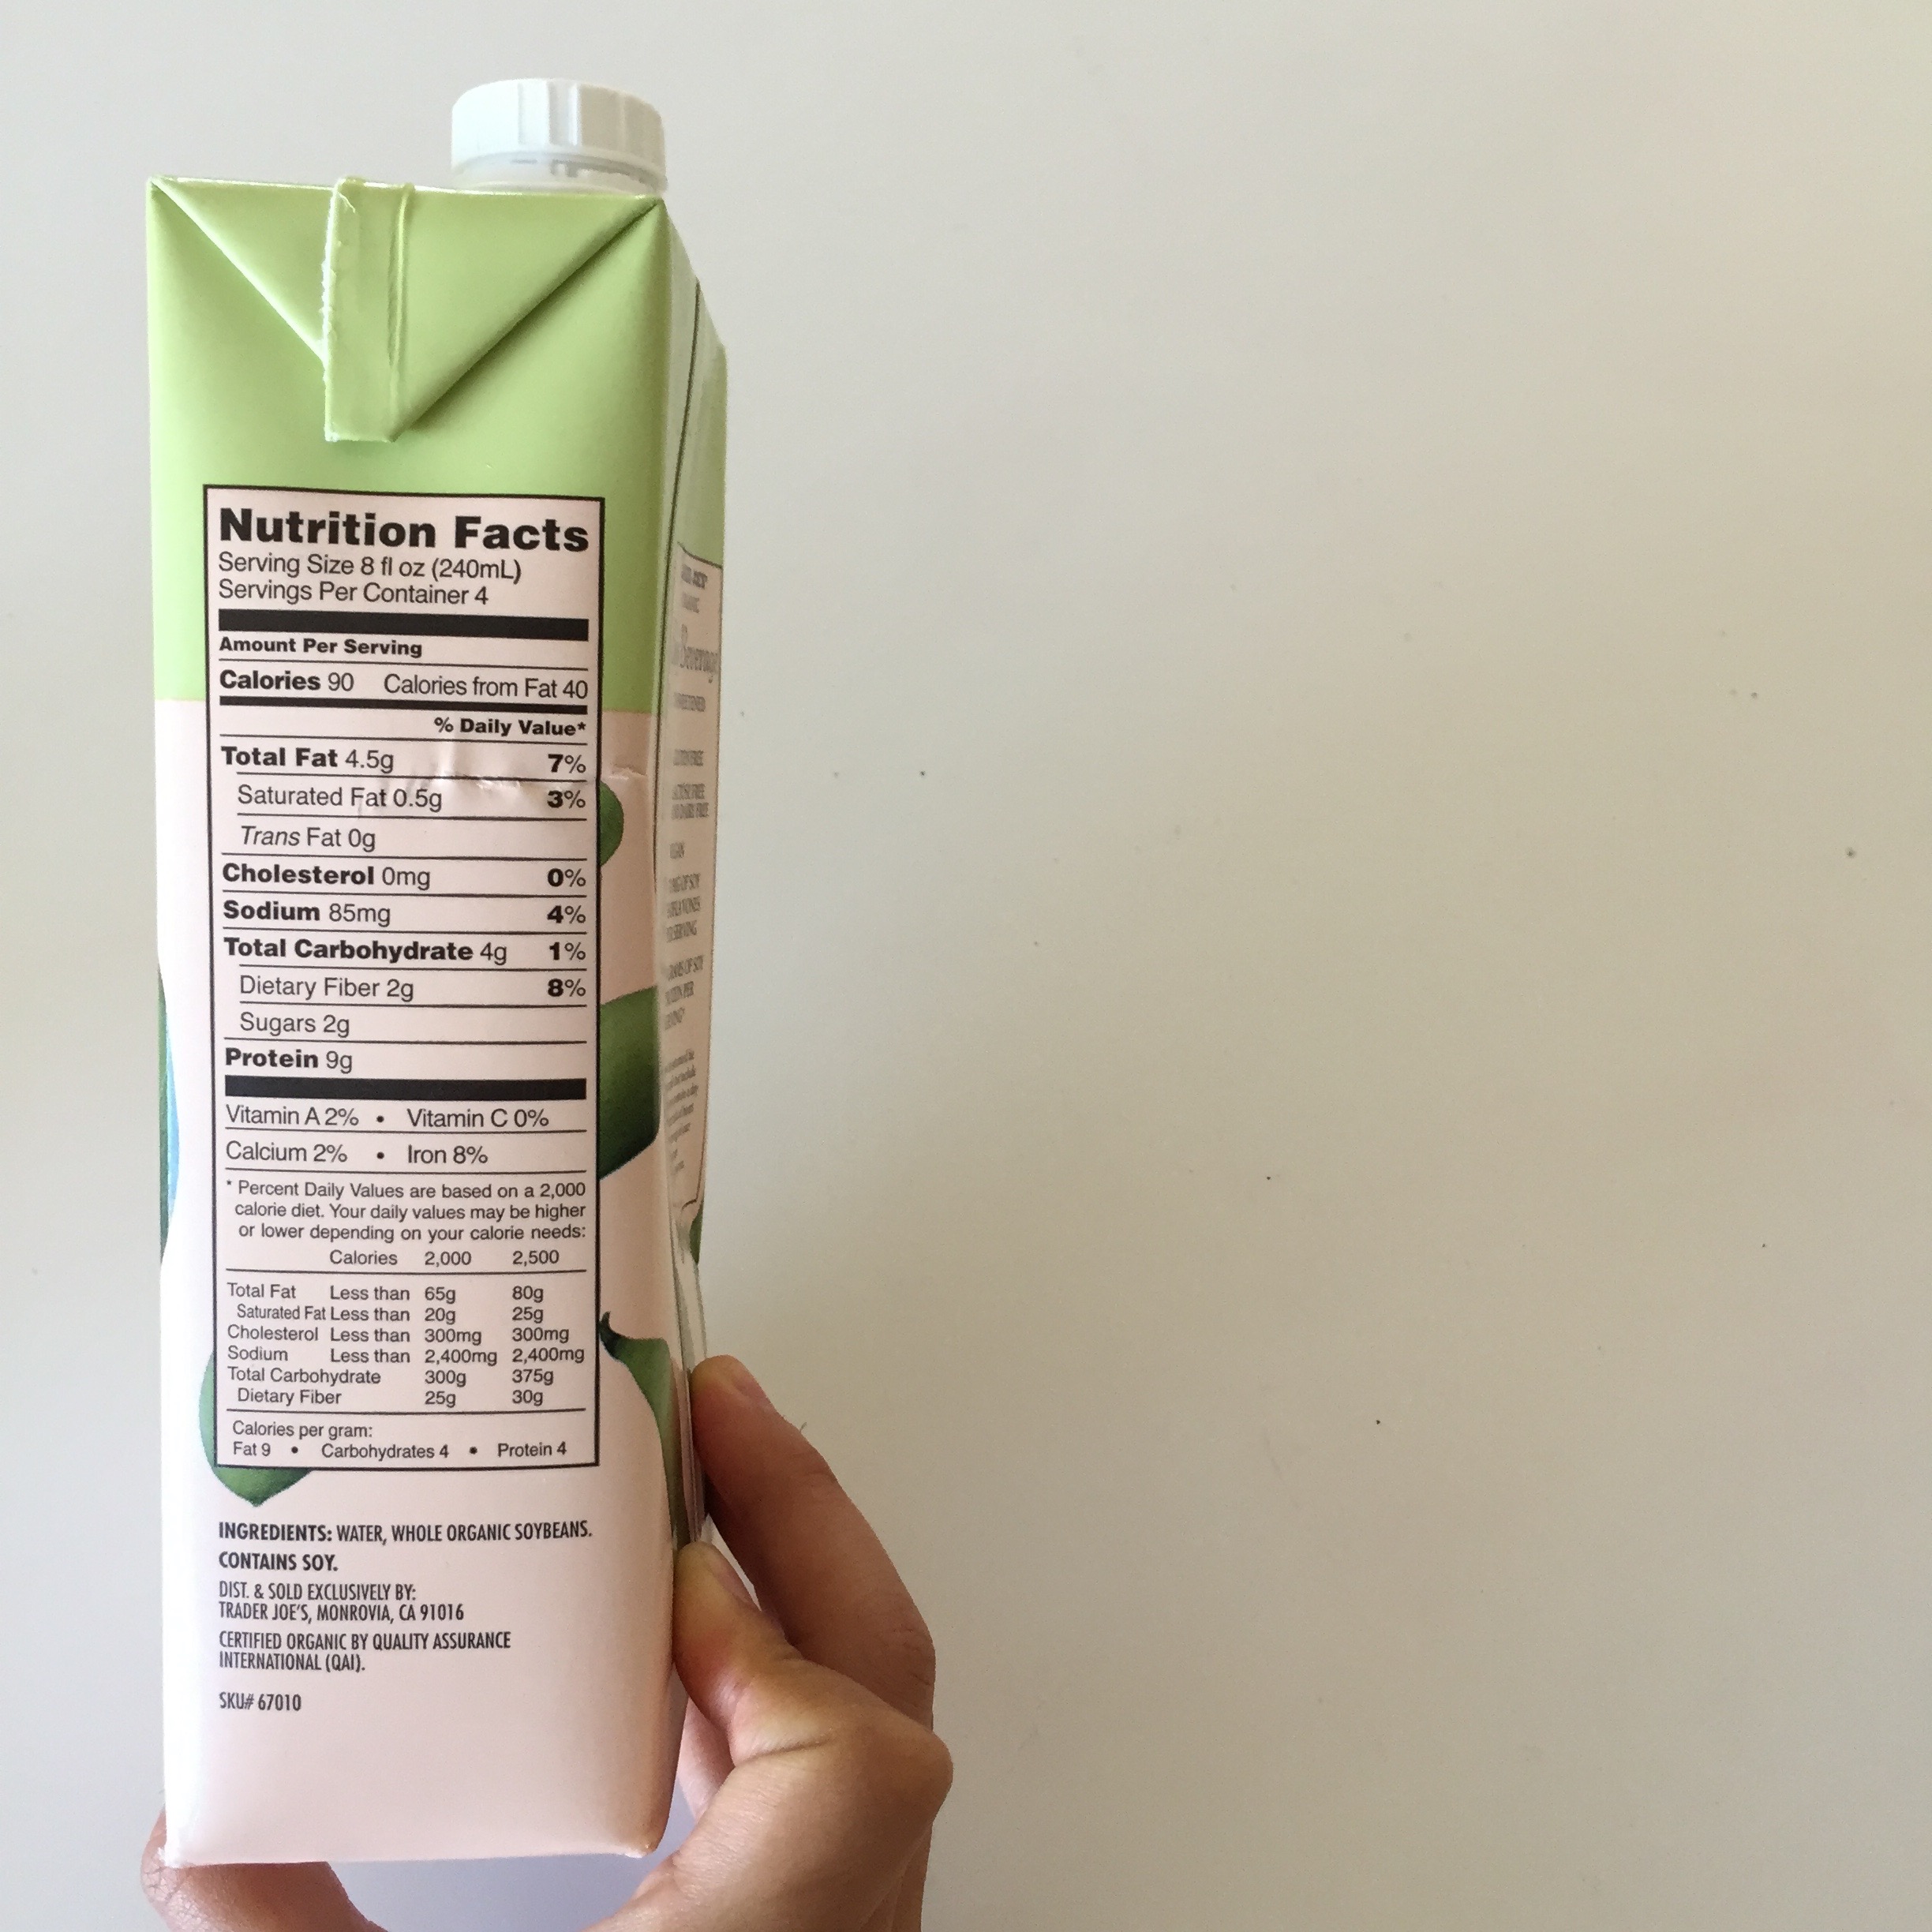 Nutrition Facts
Serving Size 8 fl oz (240mL)
Servings Per Container 4
Amount Per Serving
Calories 90 Calories from Fat 40
% Daily Value*
Total Fat 4.5g 7%
Saturated Fat 0.5g 3%
Trans Fat 0g
Cholesterol 0mg 0%
Sodium 85mg 4%
Total Carbohydrate 4g 1%
Dietary Fiber 2g 8%
Sugars 2g
Protein 9g
Vitamin A 2% • Vitamin C 0%
Calcium 2% • Iron 8%
* Percent Daily Values are based on a 2,000
calorie diet. Your daily values may be higher
or lower depending on your calorie needs:
Calories 2,000 2,500
Total Fat Less than 65g 80g
Saturated Fat Less than 20g 25g
Cholesterol Less than 300mg 300mg
Sodium Less than 2,400mg 2,400mg
Total Carbohydrate 300g 375g
Dietary Fiber 25g 30g
Calories per gram:
Fat 9 • Carbohydrates 4 • Protein 4
INGREDIENTS: WATER, WHOLE ORGANIC SOYBEANS.
CONTAINS SOY.
DIST. & SOLD EXCLUSIVELY BY:
TRADER JOE'S, MONROVIA, CA 91016
CERTIFIED ORGANIC BY QUALITY ASSURANCE
INTERNATIONAL (QAI).
SKU# 67010